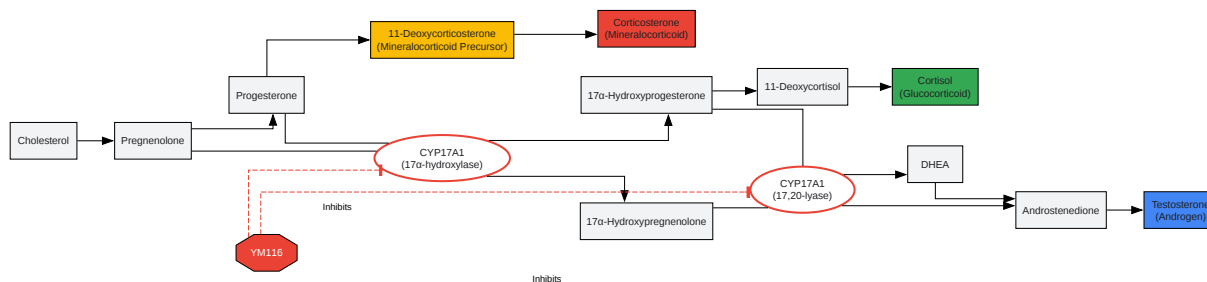 11-Deoxycorticosterone
(Mineralocorticoid Precursor)
Corticosterone
(Mineralocorticoid)
Progesterone
17α-Hydroxyprogesterone
11-Deoxycortisol
Cortisol
(Glucocorticoid)
Cholesterol
Pregnenolone
CYP17A1
(17α-hydroxylase)
DHEA
CYP17A1
(17,20-lyase)
Inhibits
17α-Hydroxypregnenolone
Androstenedione
Testosterone
(Androgen)
YM116
Inhibits